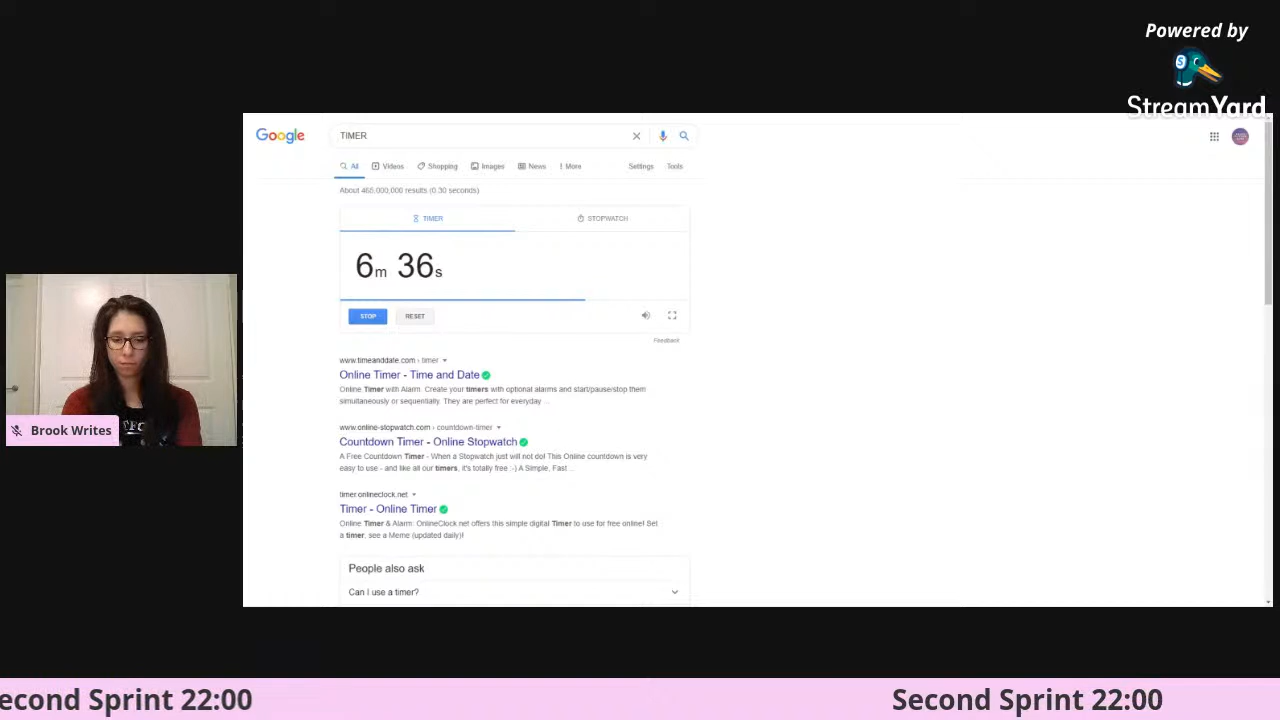 Powered by
StreamYard
Google
TIMER
All Videos Shopping Images News More Settings Tools
About 460,000,000 results (0.30 seconds)
TIMER STOPWATCH
6m 36s
STOP RESET
Feedback
www.timeanddate.com › timer
Online Timer - Time and Date
Online Timer with Alarm. Create your timers with optional alarms and start/pause/stop them
simultaneously or sequentially. They are perfect for everyday ...
www.online-stopwatch.com › countdown-timer
Countdown Timer - Online Stopwatch
A Free Countdown Timer - When a Stopwatch just will not do! This Online countdown is very
easy to use - and like all our timers, it's totally free :-) A Simple, Fast ...
timer.onlineclock.net
Timer - Online Timer
Online Timer & Alarm: OnlineClock.net offers this simple digital Timer to use for free online! Set
a timer, see a Meme (updated daily)!
People also ask
Can I use a timer?
Brook Writes
econd Sprint 22:00
Second Sprint 22:00